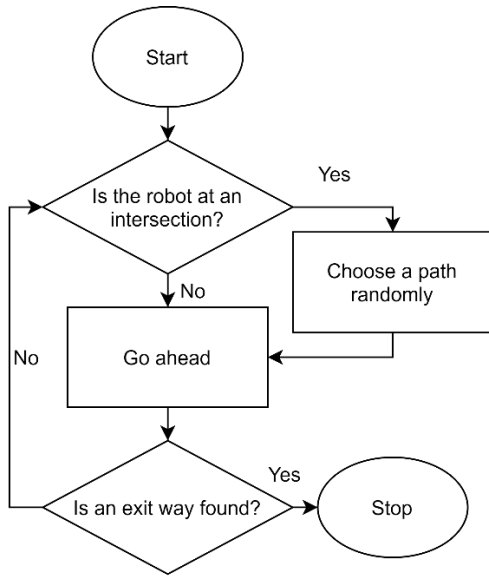 Start
Is the robot at an
intersection?
Yes
Choose a path
randomly
No
Go ahead
No
Is an exit way found?
Yes
Stop